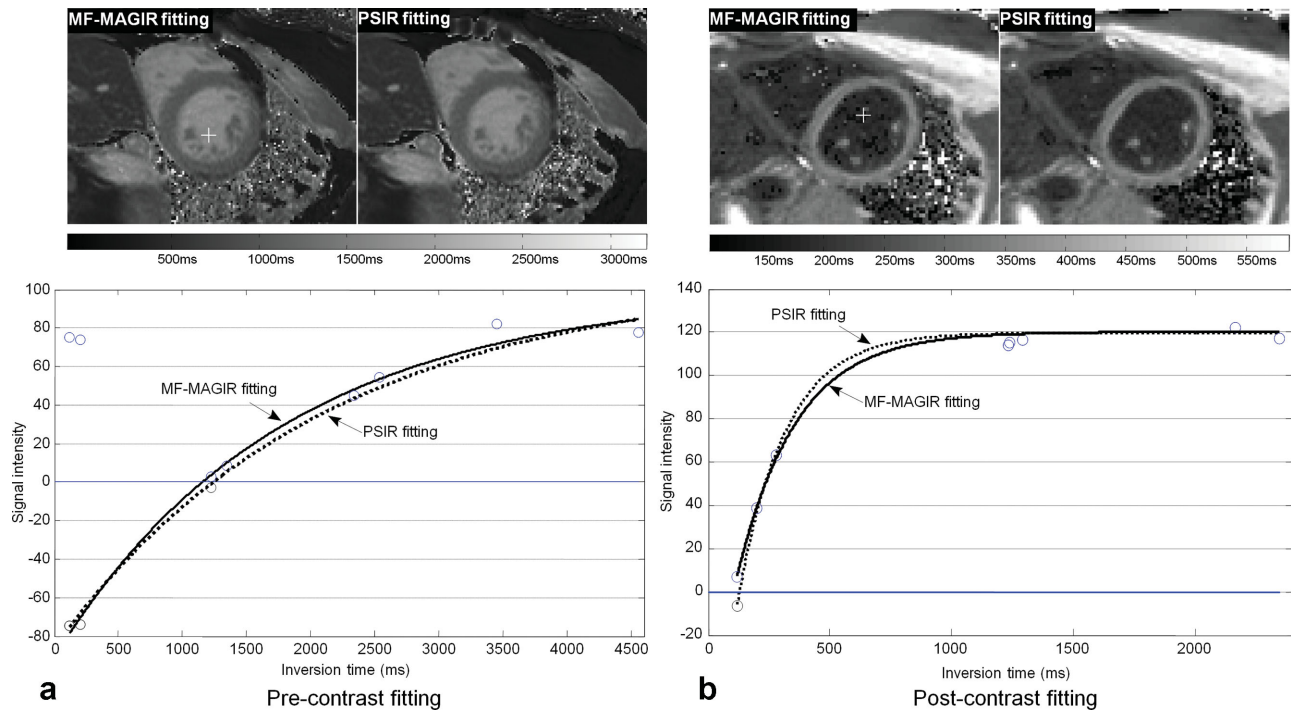 MF-MAGIR fitting PSIR fitting
500ms 1000ms 1500ms 2000ms 2500ms 3000ms
100
80
60
40
20
0
-20
-40
-60
-80
Signal intensity
MF-MAGIR fitting
PSIR fitting
0 500 1000 1500 2000 2500 3000 3500 4000 4500
Inversion time (ms)
a Pre-contrast fitting
MF-MAGIR fitting PSIR fitting
150ms 200ms 250ms 300ms 350ms 400ms 450ms 500ms 550ms
140
120
100
80
60
40
20
0
-20
Signal intensity
PSIR fitting
MF-MAGIR fitting
0 500 1000 1500 2000
Inversion time (ms)
b Post-contrast fitting